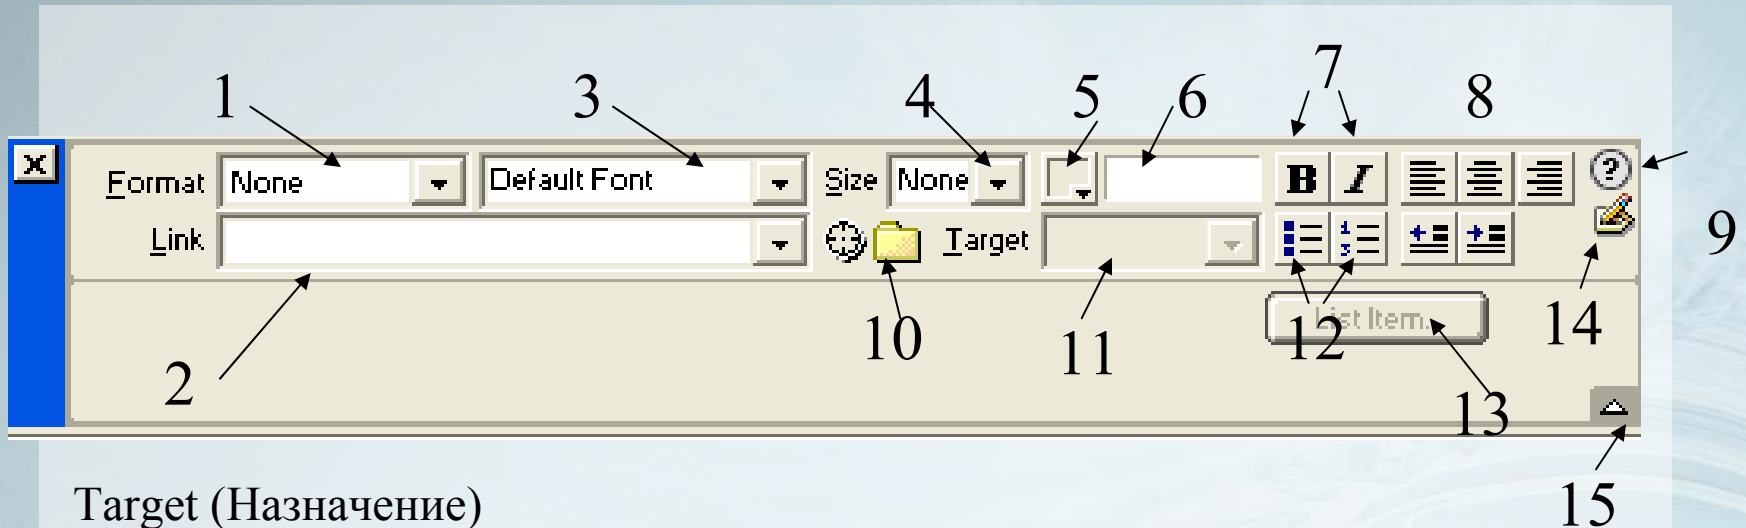 7
1 3 4 5 6 8
Format None Default Font Size None B I ?
Link Target 9
List Item...
10 11 12 14
2 13
Target (Назначение) 15